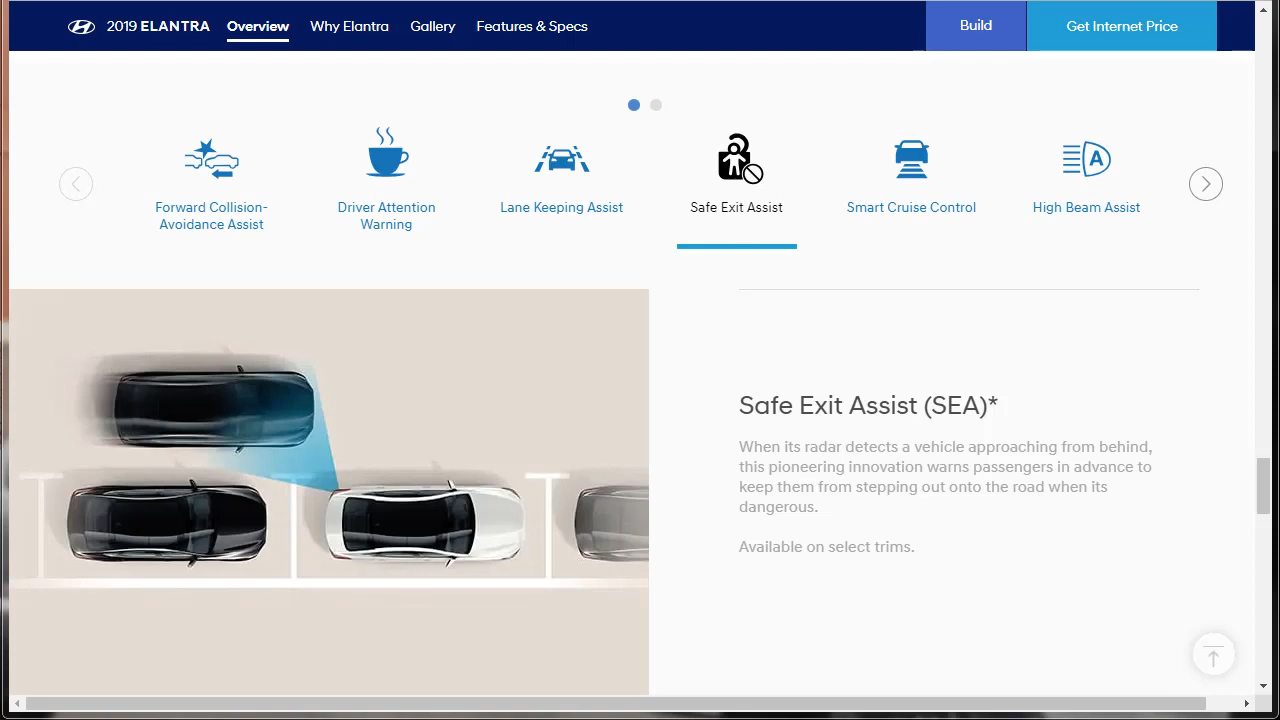 2019 ELANTRA Overview Why Elantra Gallery Features & Specs Build Get Internet Price
Forward Collision-
Avoidance Assist
Driver Attention
Warning
Lane Keeping Assist
Safe Exit Assist
Smart Cruise Control
A
High Beam Assist
Safe Exit Assist (SEA)*
When its radar detects a vehicle approaching from behind,
this pioneering innovation warns passengers in advance to
keep them from stepping out onto the road when its
dangerous.
Available on select trims.